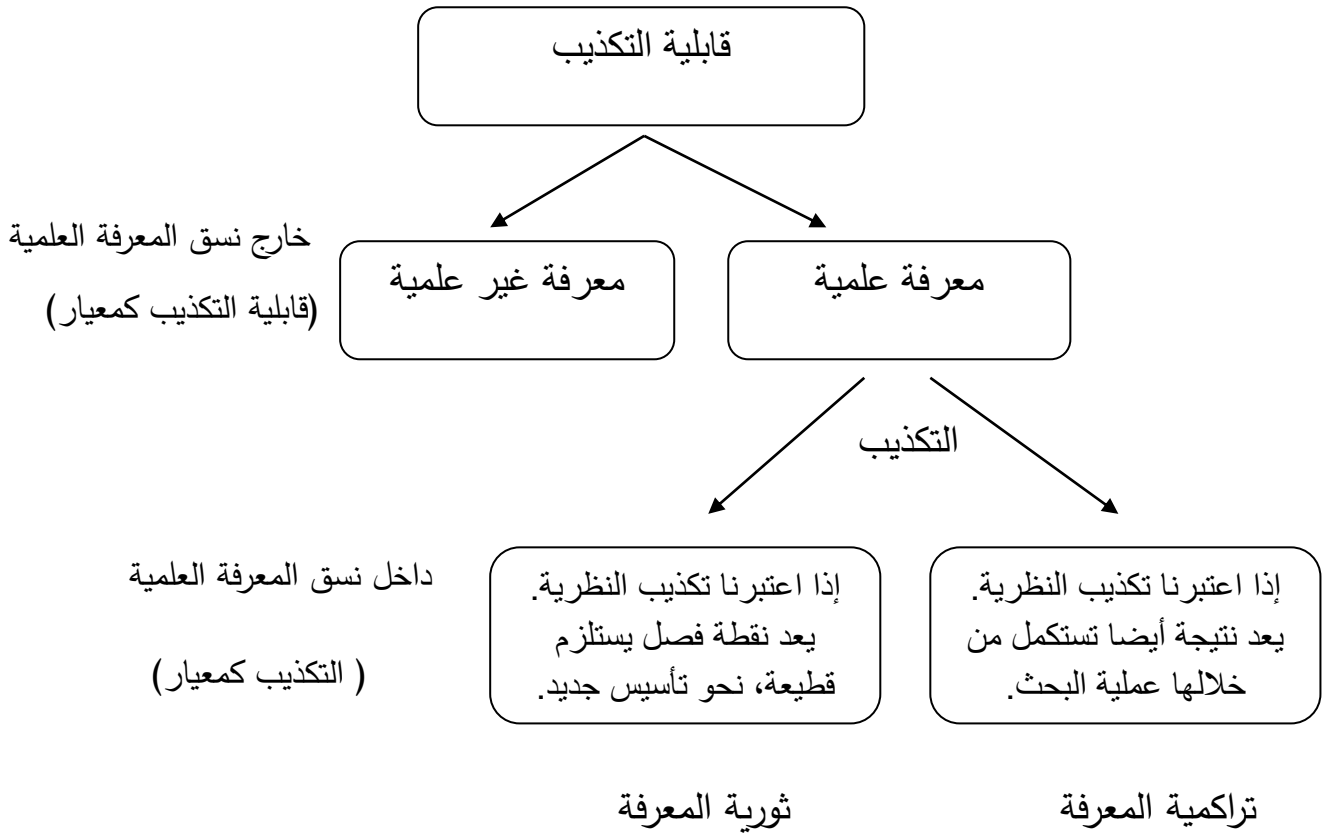 قابلية التكذيب
خارج نسق المعرفة العلمية
(قابلية التكذيب كمعيار)
معرفة علمية
معرفة غير علمية
التكذيب
إذا اعتبرنا تكذيب النظرية.
يعد نتيجة أيضا تستكمل من
خلالها عملية البحث.
إذا اعتبرنا تكذيب النظرية.
يعد نقطة فصل يستلزم
قطيعة، نحو تأسيس جديد.
داخل نسق المعرفة العلمية
( التكذيب كمعيار)
تراكمية المعرفة
ثورية المعرفة